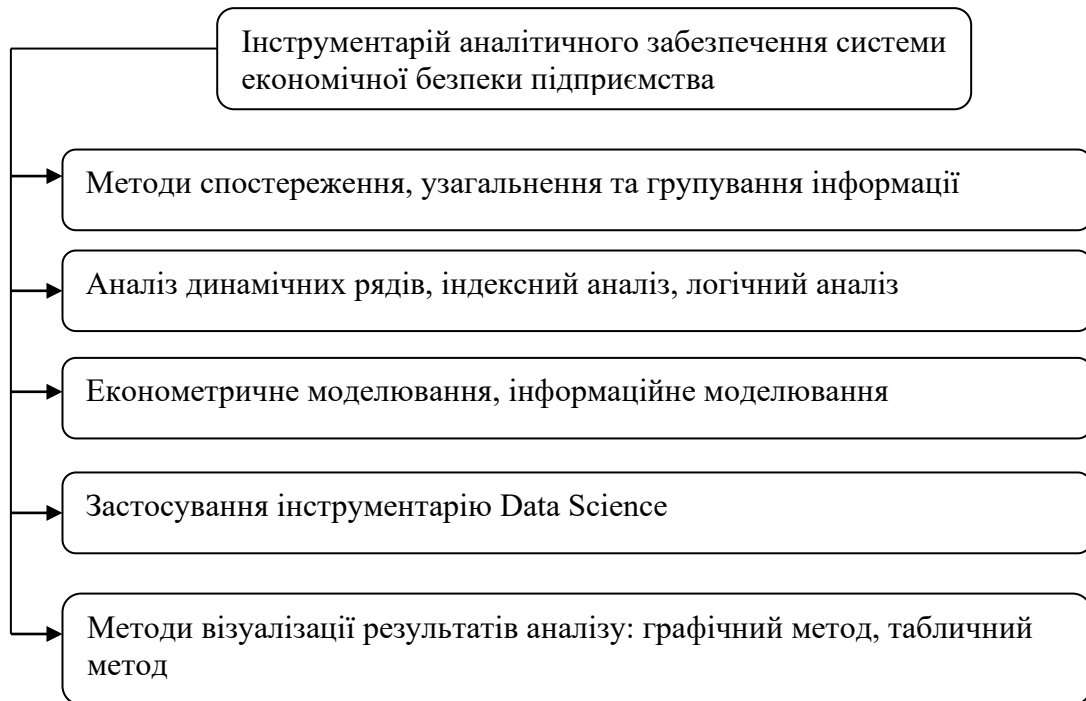 Інструментарій аналітичного забезпечення системи
економічної безпеки підприємства
Методи спостереження, узагальнення та групування інформації
Аналіз динамічних рядів, індексний аналіз, логічний аналіз
Економетричне моделювання, інформаційне моделювання
Застосування інструментарію Data Science
Методи візуалізації результатів аналізу: графічний метод, табличний
метод